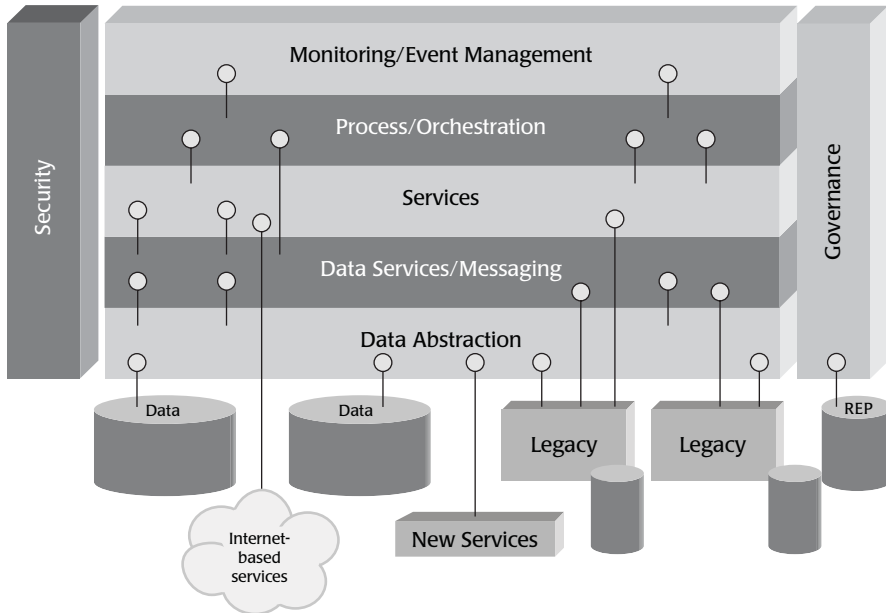 Monitoring/Event Management
Process/Orchestration
Services
Data Services/Messaging
Data Abstraction
Security
Governance
Data
Data
Legacy
Legacy
REP
New Services
Internet-
based
services